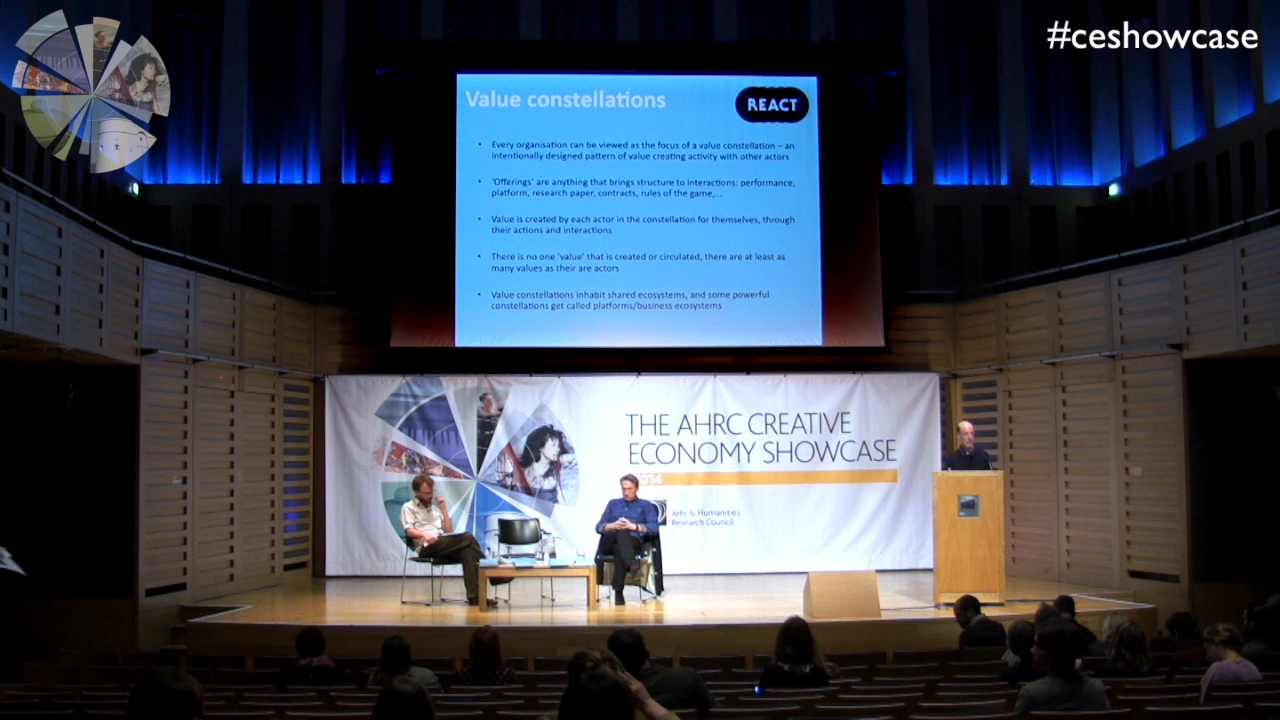 #ceshowcase
Value constellations
REACT
• Every organisation can be viewed as the focus of a value constellation – an
intentionally designed pattern of value creating activity with other actors
• 'Offerings' are anything that brings structure to interactions: performance,
platform, research paper, contracts, rules of the game,...
• Value is created by each actor in the constellation for themselves, through
their actions and interactions
• There is no one 'value' that is created or circulated, there are at least as
many values as their are actors
• Value constellations inhabit shared ecosystems, and some powerful
constellations get called platforms/business ecosystems
THE AHRC CREATIVE
ECONOMY SHOWCASE
2014
Arts & Humanities
Research Council